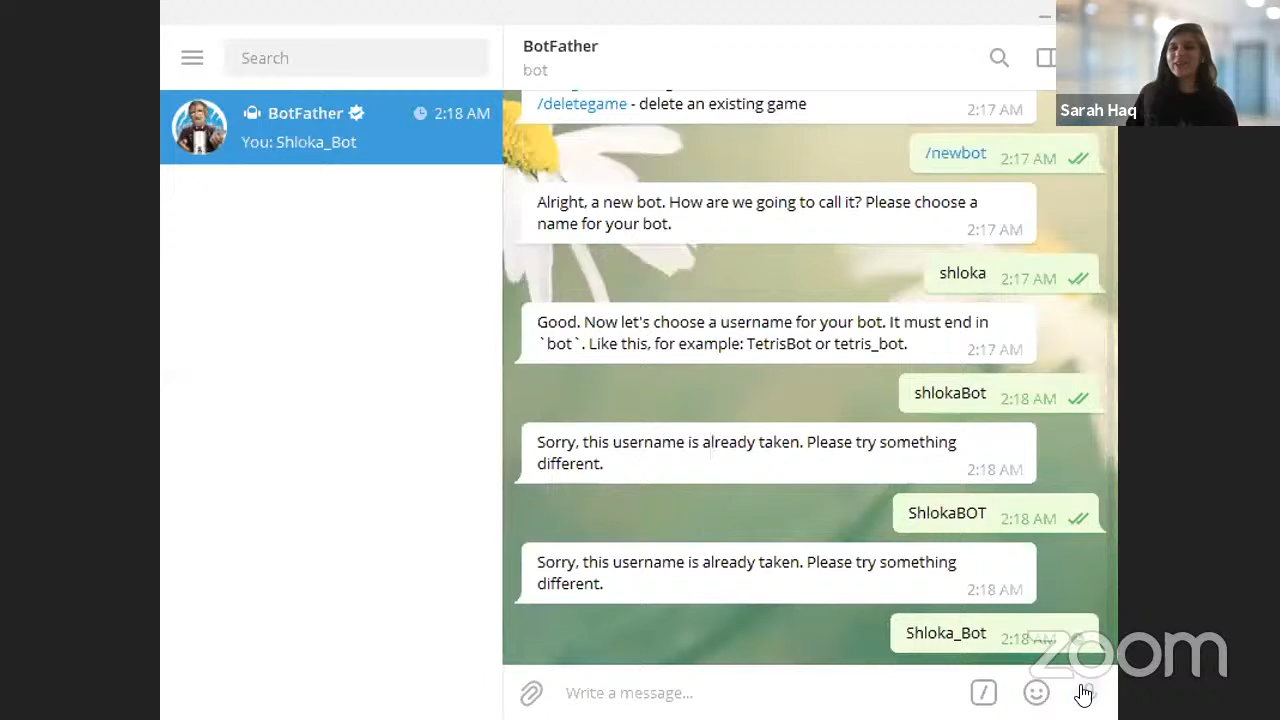 Search
BotFather
2:18 AM
You: Shloka_Bot
BotFather
bot
Sarah Haq
/deletegame - delete an existing game
2:17 AM
/newbot
2:17 AM
Alright, a new bot. How are we going to call it? Please choose a
name for your bot.
2:17 AM
shloka
2:17 AM
Good. Now let's choose a username for your bot. It must end in
`bot`. Like this, for example: TetrisBot or tetris_bot.
2:17 AM
shlokaBot
2:18 AM
Sorry, this username is already taken. Please try something
different.
2:18 AM
ShlokaBOT
2:18 AM
Sorry, this username is already taken. Please try something
different.
2:18 AM
Shloka_Bot
2:18 AM
zoom
Write a message...